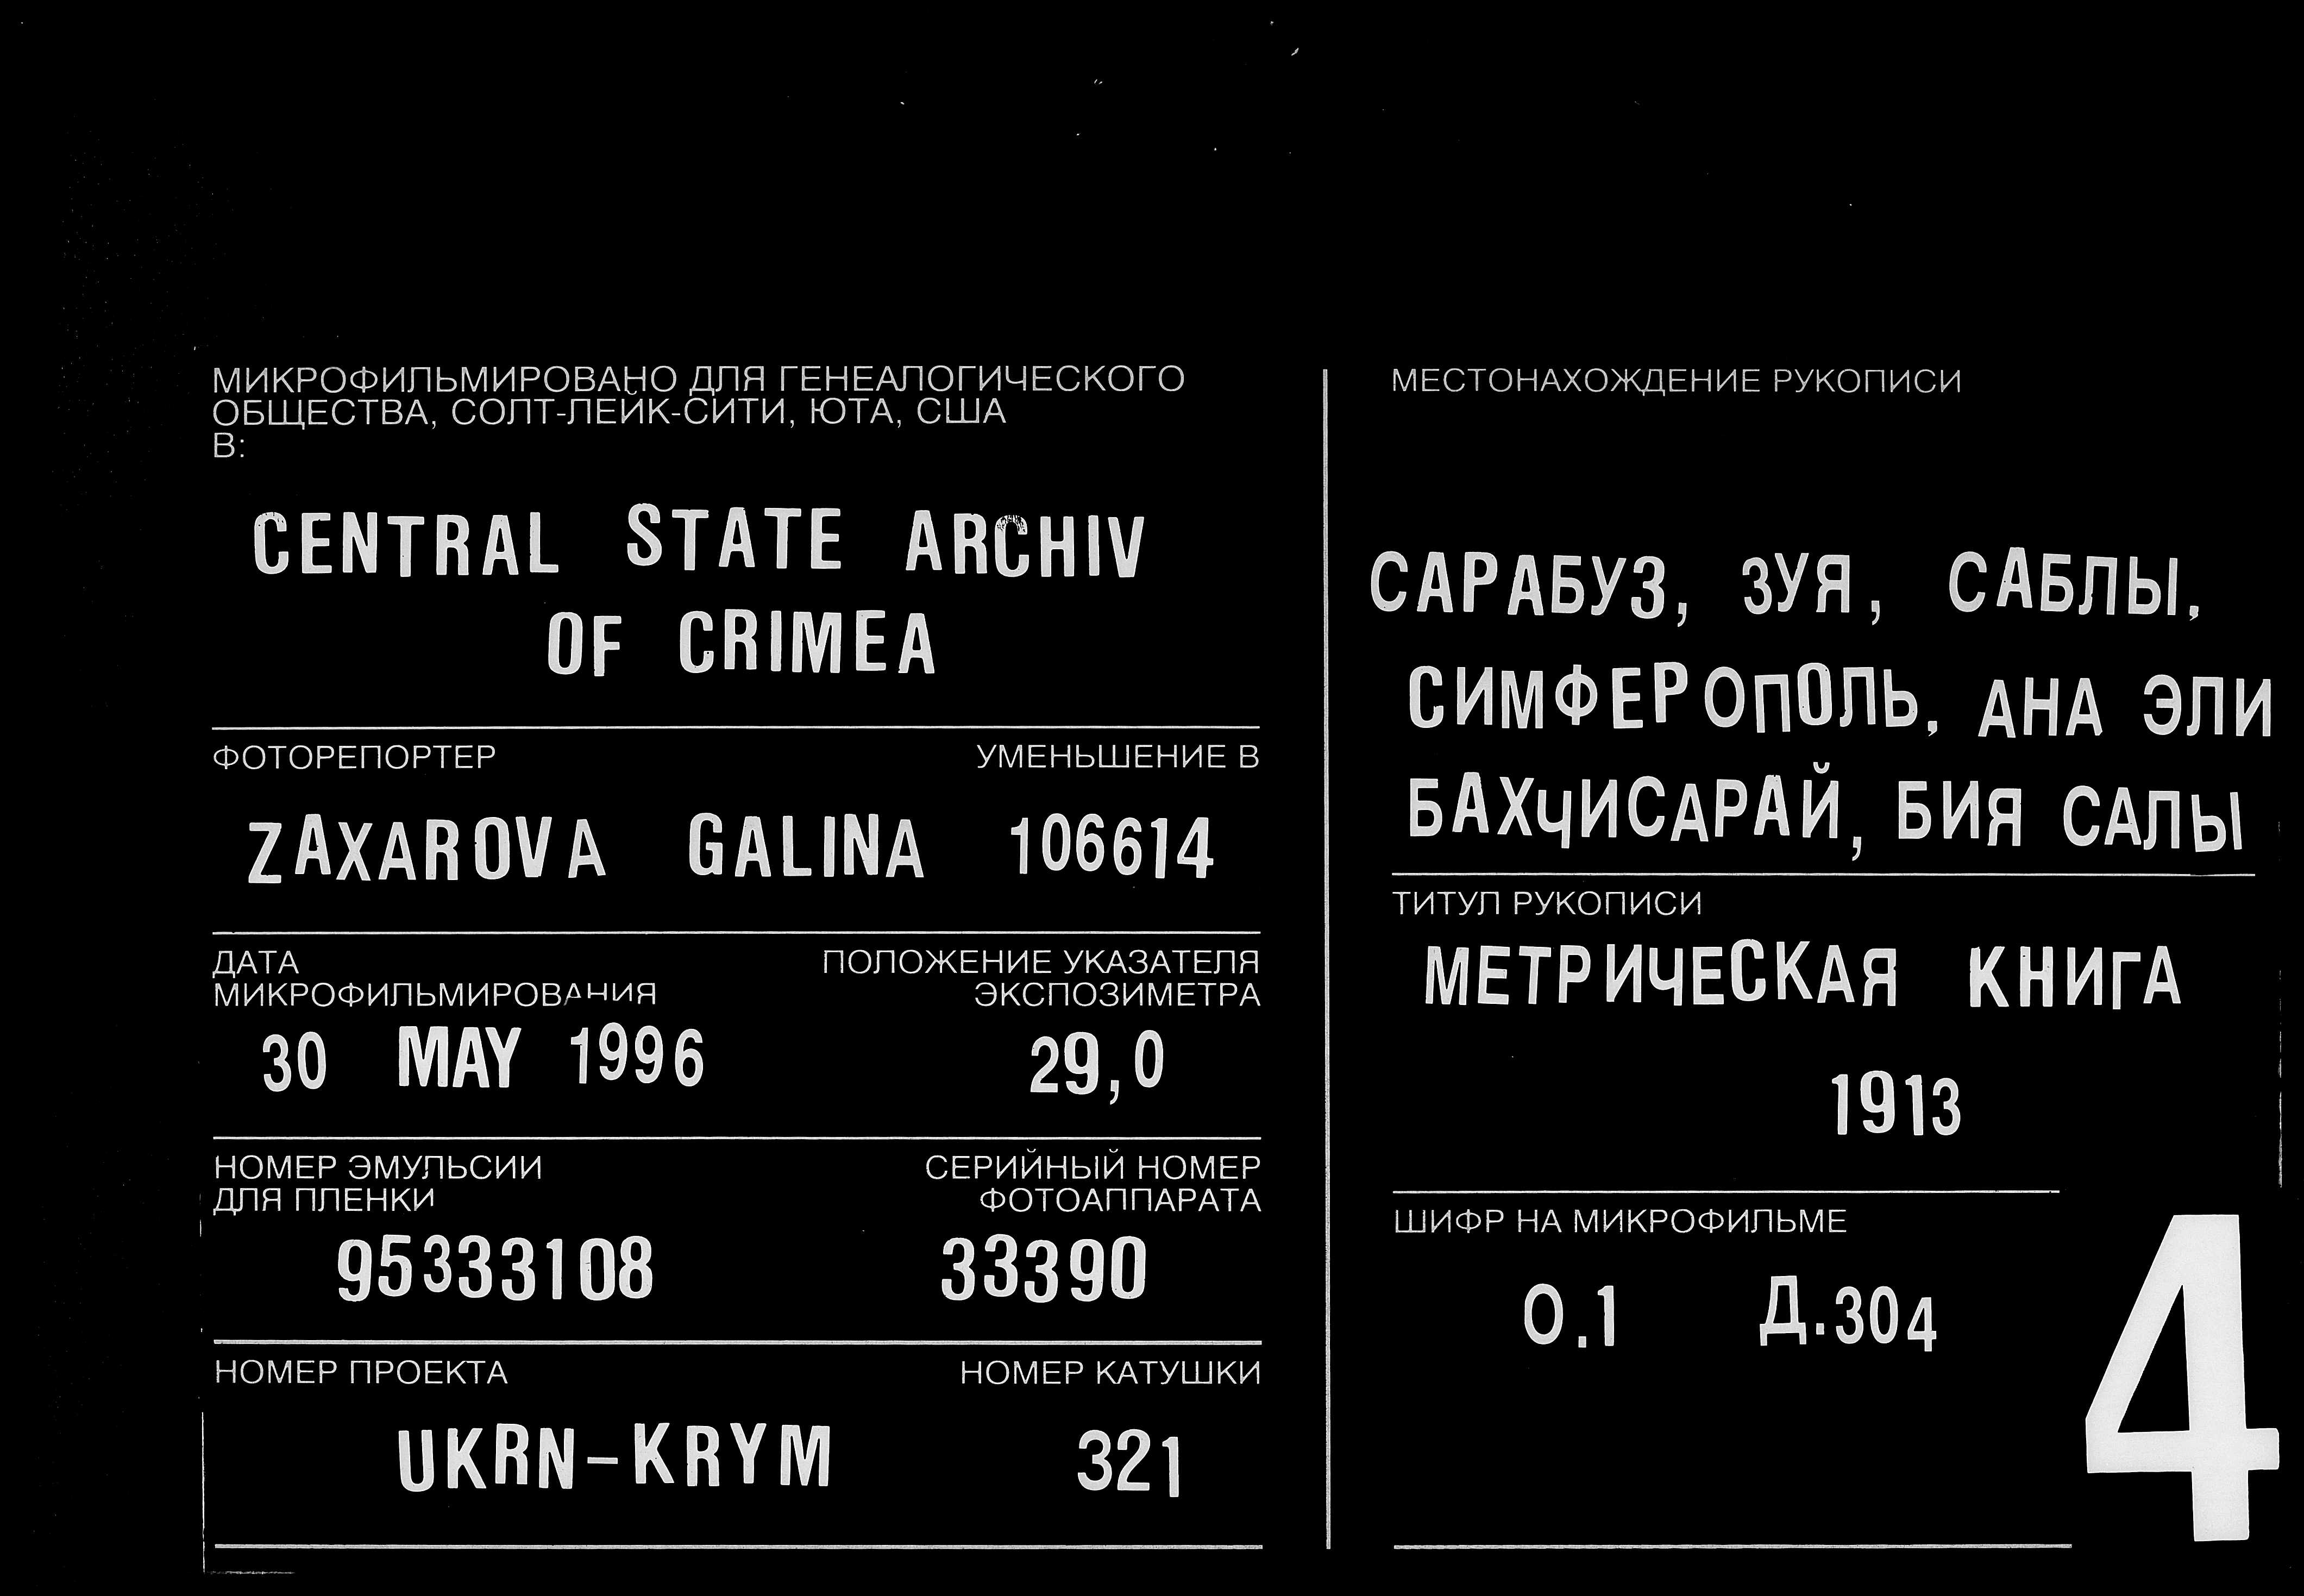 МИКРОФИЛЬМИРОВАНО ДЛЯ ГЕНЕАЛОГИЧЕСКОГО
ОБЩЕСТВА, СОЛТ-ЛЕЙК-СИТИ, ЮТА, США
В:
CENTRAL STATE ARCHIV
OF CRIMEA
ФОТОРЕПОРТЕР УМЕНЬШЕНИЕ В
ZAXAROVA GALINA 106614
ДАТА ПОЛОЖЕНИЕ УКАЗАТЕЛЯ
МИКРОФИЛЬМИРОВАНИЯ ЭКСПОЗИМЕТРА
30 MAY 1996 29,0
НОМЕР ЭМУЛЬСИИ СЕРИЙНЫЙ НОМЕР
ДЛЯ ПЛЕНКИ ФОТОАППАРАТА
95333108 33390
НОМЕР ПРОЕКТА НОМЕР КАТУШКИ
UKRN-KRYM 321
МЕСТОНАХОЖДЕНИЕ РУКОПИСИ
САРАБУЗ, ЗУЯ, САБЛЫ,
СИМФЕРОПОЛЬ, АНА ЭЛИ
БАХЧИСАРАЙ, БИЯ САЛЫ
ТИТУЛ РУКОПИСИ
МЕТРИЧЕСКАЯ КНИГА
1913
ШИФР НА МИКРОФИЛЬМЕ
О.1 Д.304
4